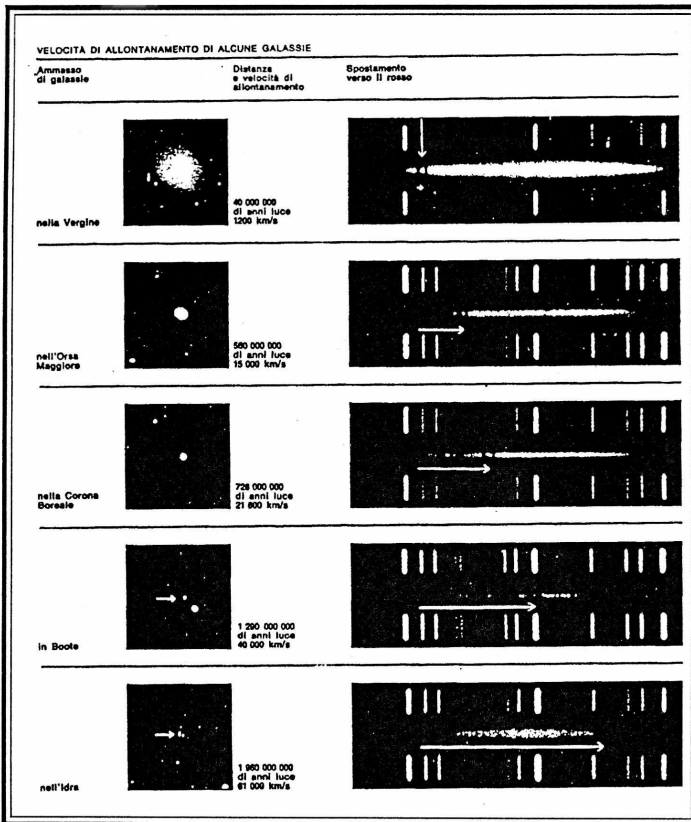 VELOCITÀ DI ALLONTANAMENTO DI ALCUNE GALASSIE
Ammasso
di galassie
Distanza
e velocità di
allontanamento
Spostamento
verso il rosso
nella Vergine
40 000 000
di anni luce
1200 km/s
nell'Orsa
Maggiore
560 000 000
di anni luce
15 000 km/s
nella Corona
Boreale
728 000 000
di anni luce
21 600 km/s
in Boote
1 290 000 000
di anni luce
40 000 km/s
nell'Idra
1 960 000 000
di anni luce
61 000 km/s